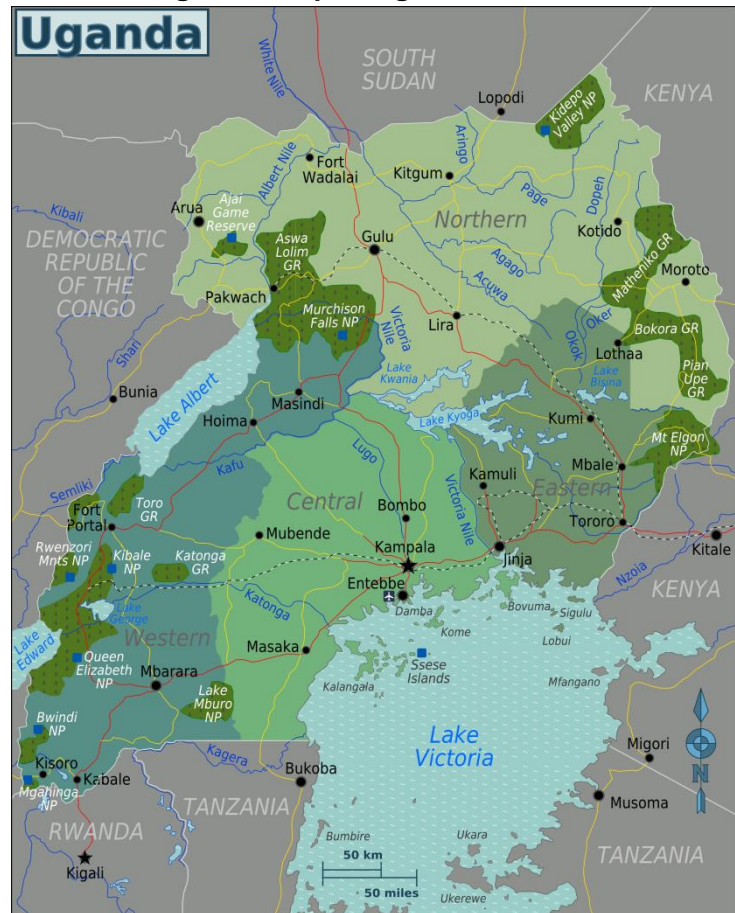 Uganda
SOUTH
SUDAN
KENYA
White Nile
Lopodi
Kidepo
Valley NP
Aringo
Fort
Wadalai
Albert Nile
Kitgum
Page
Dopeh
Kibali
Arua
Ajai
Game
Reserve
Northern
Kotido
DEMOCRATIC
REPUBLIC
OF THE
CONGO
Aswa
Lolim
GR
Gulu
Agago
Matheniko GR
Moroto
Pakwach
Acuwa
Murchison
Falls NP
Victoria
Nile
Lira
Oker
Okok
Bokora GR
Shari
Lothaa
Lake
Kwania
Lake
Bisina
Pian
Upe
GR
Bunia
Lake Albert
Masindi
Hoima
Lake Kyoga
Kumi
Mt Elgon
NP
Kafu
Lugo
Mbale
Semliki
Toro
GR
Kamuli
Central
Eastern
Victoria Nile
Bombo
Fort
Portal
Mubende
Tororo
Kampala
Kitale
Rwenzori
Mnts NP
Kibale
NP
Katonga
GR
Jinja
Nzoia
Entebbe
KENYA
Lake
George
Katonga
Damba
Bovuma
Sigulu
Lake
Edward
Western
Kome
Lobui
Masaka
Ssese
Islands
Queen
Elizabeth
NP
Mbarara
Kalangala
Mfangano
Lake
Mburo
NP
Bwindi
NP
Lake
Victoria
Kagera
Migori
N
Kisoro
Kabale
Bukoba
Mgahinga
NP
TANZANIA
Musoma
RWANDA
Bumbire
Ukara
TANZANIA
Kigali
50 km
50 miles
Ukerewe